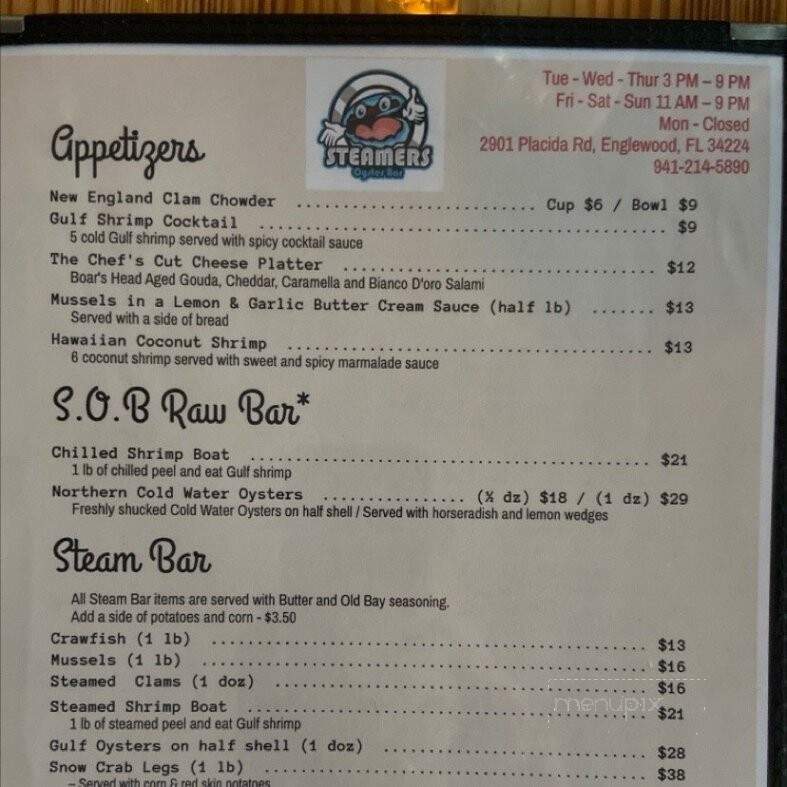 Tue - Wed - Thur 3 PM – 9 PM
Fri - Sat - Sun 11 AM – 9 PM
Mon - Closed
2901 Placida Rd, Englewood, FL 34224
941-214-5890
STEAMERS
Oyster Bar
Appetizers
New England Clam Chowder ........................ Cup $6 / Bowl $9
Gulf Shrimp Cocktail ........................................ $9
5 cold Gulf shrimp served with spicy cocktail sauce
The Chef's Cut Cheese Platter ............................... $12
Boar's Head Aged Gouda, Cheddar, Caramella and Bianco D'oro Salami
Mussels in a Lemon & Garlic Butter Cream Sauce (half lb) ....... $13
Served with a side of bread
Hawaiian Coconut Shrimp ..................................... $13
6 coconut shrimp served with sweet and spicy marmalade sauce
S.O.B Raw Bar*
Chilled Shrimp Boat ......................................... $21
1 lb of chilled peel and eat Gulf shrimp
Northern Cold Water Oysters ................ (½ dz) $18 / (1 dz) $29
Freshly shucked Cold Water Oysters on half shell / Served with horseradish and lemon wedges
Steam Bar
All Steam Bar items are served with Butter and Old Bay seasoning.
Add a side of potatoes and corn - $3.50
Crawfish (1 lb) ............................................. $13
Mussels (1 lb) .............................................. $16
Steamed Clams (1 doz) ....................................... $16
Steamed Shrimp Boat ......................................... $21
1 lb of steamed peel and eat Gulf shrimp
Gulf Oysters on half shell (1 doz) .......................... $28
Snow Crab Legs (1 lb) ....................................... $38
– Served with corn & red skin potatoes
menupix